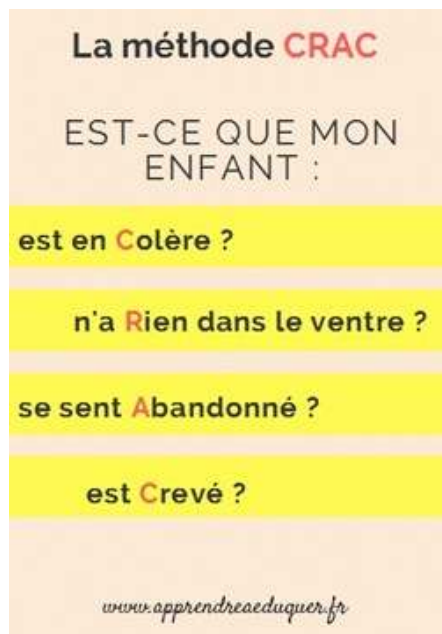 La méthode CRAC
EST-CE QUE MON
ENFANT :
est en Colère ?
n'a Rien dans le ventre ?
se sent Abandonné ?
est Crevé ?
www.apprendreaeduquer.fr